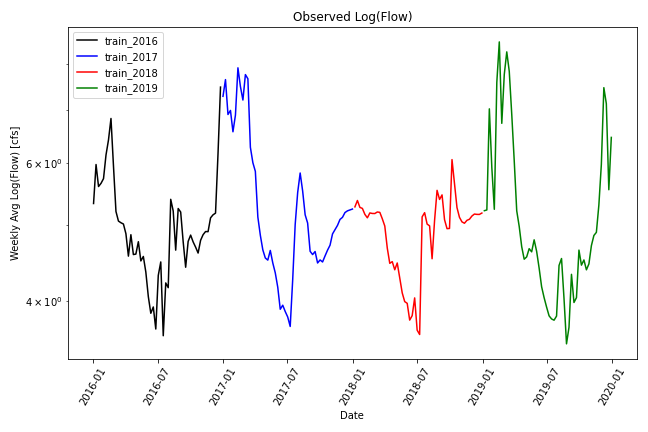 Observed Log(Flow)
train_2016
train_2017
train_2018
train_2019
Weekly Avg Log(Flow) [cfs]
6 × 10⁰
4 × 10⁰
2016-01
2016-07
2017-01
2017-07
2018-01
2018-07
2019-01
2019-07
2020-01
Date